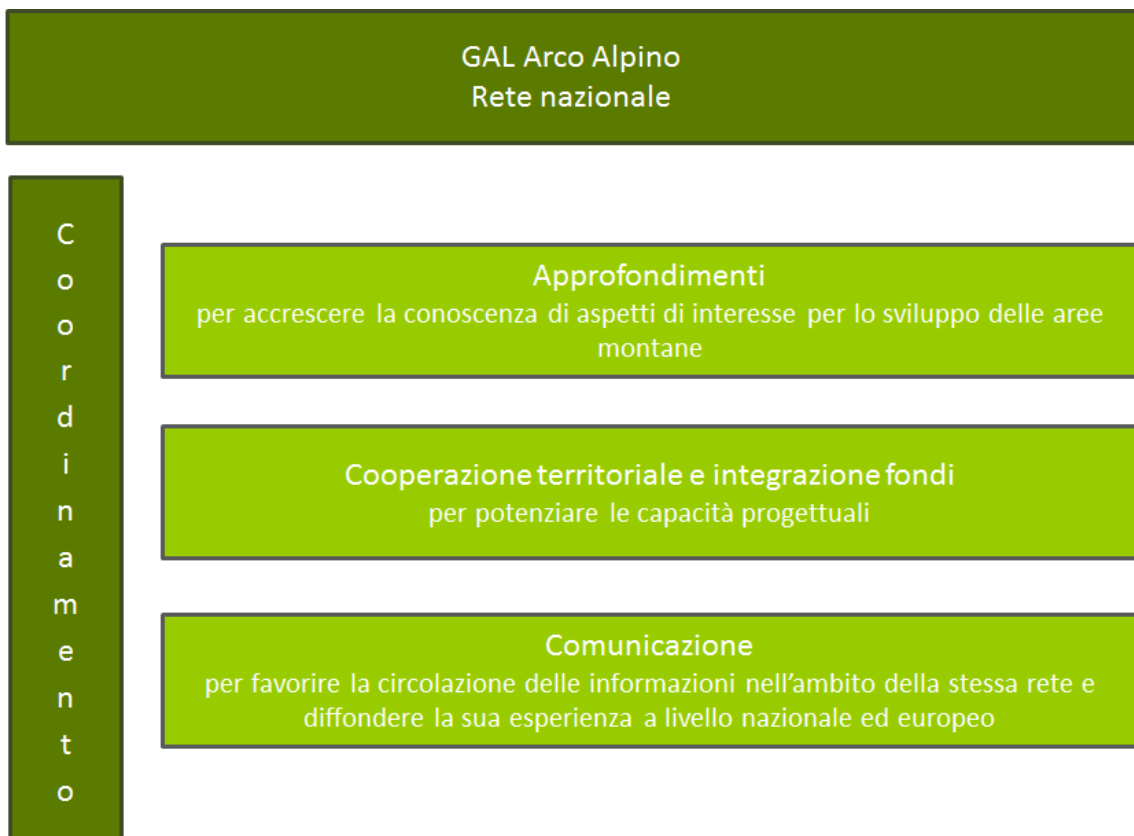 GAL Arco Alpino
Rete nazionale
Coordinamento
Approfondimenti
per accrescere la conoscenza di aspetti di interesse per lo sviluppo delle aree
montane
Cooperazione territoriale e integrazione fondi
per potenziare le capacità progettuali
Comunicazione
per favorire la circolazione delle informazioni nell’ambito della stessa rete e
diffondere la sua esperienza a livello nazionale ed europeo